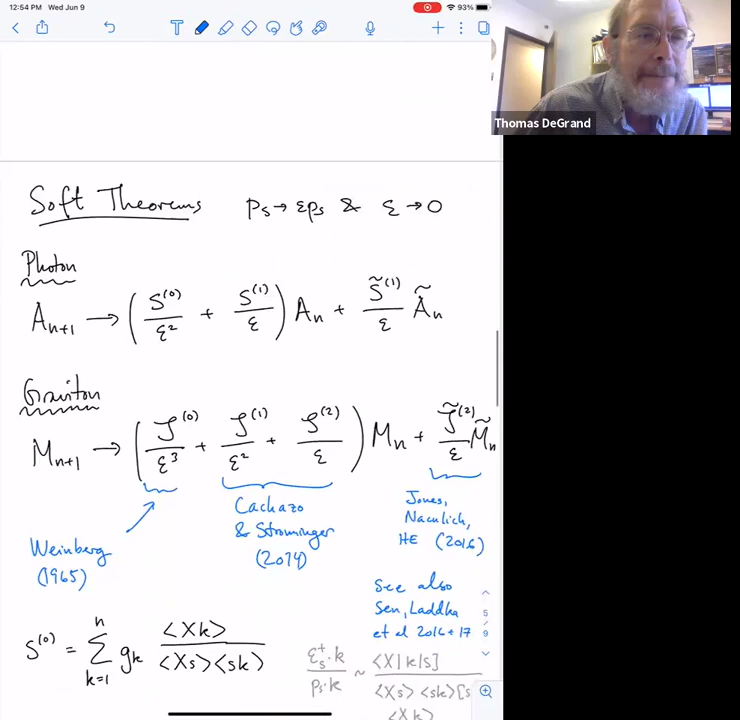 12:54 PM Wed Jun 9
93%
Thomas DeGrand
Soft Theorems ps → εps & ε → 0
Photon
An+1 → ( S⁽⁰⁾/ε² + S⁽¹⁾/ε ) An + S̃⁽¹⁾/ε Ãn
Graviton
Mn+1 → ( 𝒮⁽⁰⁾/ε³ + 𝒮⁽¹⁾/ε² + 𝒮⁽²⁾/ε ) Mn + 𝒮̃⁽²⁾/ε M̃n
Weinberg
(1965)
Cachazo
& Strominger
(2014)
Jones,
Naculich,
HE (2016)
See also
Sen, Laddha
et al 2016+17
5
9
S⁽⁰⁾ = Σ k=1 n gk <Xk> / <Xs><sk>
εs⁺·k / ps·k ~ <X|k|s] / <Xs><sk>[s
<Xk>